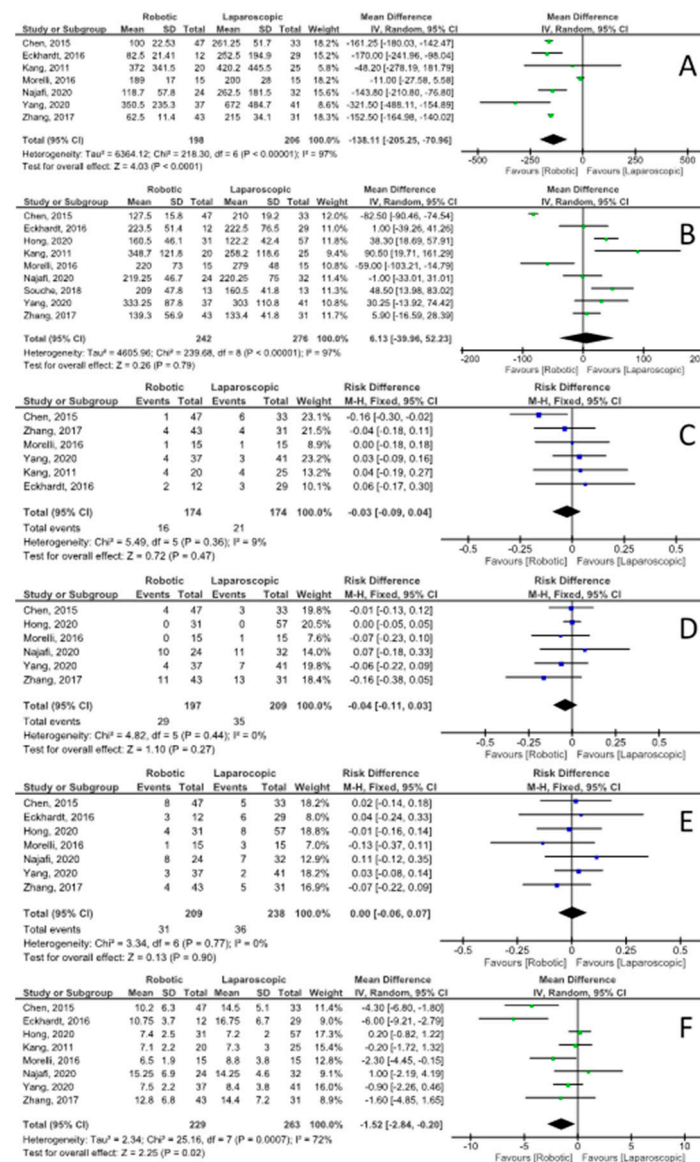 Robotic Laparoscopic Mean Difference Mean Difference
Study or Subgroup Mean SD Total Mean SD Total Weight IV, Random, 95% CI IV, Random, 95% CI
Chen, 2015 100 22.53 47 261.25 51.7 33 18.2% -161.25 [-180.03, -142.47]
Eckhardt, 2016 82.5 21.41 12 252.5 194.9 29 15.0% -170.00 [-241.96, -98.04]
Kang, 2011 372 341.5 20 420.2 445.5 25 5.8% -48.20 [-278.19, 181.79]
Morelli, 2016 189 17 15 200 28 15 18.2% -11.00 [-27.58, 5.58]
Najafi, 2020 118.7 57.8 24 262.5 181.5 32 15.4% -143.80 [-210.80, -76.80]
Yang, 2020 350.5 235.3 37 672 484.7 41 8.9% -321.50 [-488.11, -154.89]
Zhang, 2017 62.5 11.4 43 215 34.1 31 18.4% -152.50 [-164.98, -140.02]
Total (95% CI) 198 206 100.0% -138.11 [-205.25, -70.96]
Heterogeneity: Tau² = 6364.12; Chi² = 218.30, df = 6 (P < 0.00001); I² = 97%
Test for overall effect: Z = 4.03 (P < 0.0001)
-500 -250 0 250 500
Favours [Robotic] Favours [Laparoscopic]
A
Robotic Laparoscopic Mean Difference Mean Difference
Study or Subgroup Mean SD Total Mean SD Total Weight IV, Random, 95% CI IV, Random, 95% CI
Chen, 2015 127.5 15.8 47 210 19.2 33 12.0% -82.50 [-90.46, -74.54]
Eckhardt, 2016 223.5 51.4 12 222.5 76.5 29 11.1% 1.00 [-39.26, 41.26]
Hong, 2020 160.5 46.1 31 122.2 42.4 57 11.8% 38.30 [18.69, 57.91]
Kang, 2011 348.7 121.8 20 258.2 118.6 25 9.0% 90.50 [19.71, 161.29]
Morelli, 2016 220 73 15 279 48 15 10.8% -59.00 [-103.21, -14.79]
Najafi, 2020 219.25 46.7 24 220.25 75 32 11.4% -1.00 [-33.01, 31.01]
Souche, 2018 209 47.8 13 160.5 41.8 13 11.3% 48.50 [13.98, 83.02]
Yang, 2020 333.25 87.8 37 303 110.8 41 10.9% 30.25 [-13.92, 74.42]
Zhang, 2017 139.3 56.9 43 133.4 41.8 31 11.7% 5.90 [-16.59, 28.39]
Total (95% CI) 242 276 100.0% 6.13 [-39.96, 52.23]
Heterogeneity: Tau² = 4605.96; Chi² = 239.68, df = 8 (P < 0.00001); I² = 97%
Test for overall effect: Z = 0.26 (P = 0.79)
-200 -100 0 100 200
Favours [Robotic] Favours [Laparoscopic]
B
Robotic Laparoscopic Risk Difference Risk Difference
Study or Subgroup Events Total Events Total Weight M-H, Fixed, 95% CI M-H, Fixed, 95% CI
Chen, 2015 1 47 6 33 23.1% -0.16 [-0.30, -0.02]
Zhang, 2017 4 43 4 31 21.5% -0.04 [-0.18, 0.11]
Morelli, 2016 1 15 1 15 8.9% 0.00 [-0.18, 0.18]
Yang, 2020 4 37 3 41 23.2% 0.03 [-0.09, 0.16]
Kang, 2011 4 20 4 25 13.2% 0.04 [-0.19, 0.27]
Eckhardt, 2016 2 12 3 29 10.1% 0.06 [-0.17, 0.30]
Total (95% CI) 174 174 100.0% -0.03 [-0.09, 0.04]
Total events 16 21
Heterogeneity: Chi² = 5.49, df = 5 (P = 0.36); I² = 9%
Test for overall effect: Z = 0.72 (P = 0.47)
-0.5 -0.25 0 0.25 0.5
Favours [Robotic] Favours [Laparoscopic]
C
Robotic Laparoscopic Risk Difference Risk Difference
Study or Subgroup Events Total Events Total Weight M-H, Fixed, 95% CI M-H, Fixed, 95% CI
Chen, 2015 4 47 3 33 19.8% -0.01 [-0.13, 0.12]
Hong, 2020 0 31 0 57 20.5% 0.00 [-0.05, 0.05]
Morelli, 2016 0 15 1 15 7.6% -0.07 [-0.23, 0.10]
Najafi, 2020 10 24 11 32 14.0% 0.07 [-0.18, 0.33]
Yang, 2020 4 37 7 41 19.8% -0.06 [-0.22, 0.09]
Zhang, 2017 11 43 13 31 18.4% -0.16 [-0.38, 0.05]
Total (95% CI) 197 209 100.0% -0.04 [-0.11, 0.03]
Total events 29 35
Heterogeneity: Chi² = 4.82, df = 5 (P = 0.44); I² = 0%
Test for overall effect: Z = 1.10 (P = 0.27)
-0.5 -0.25 0 0.25 0.5
Favours [Robotic] Favours [Laparoscopic]
D
Robotic Laparoscopic Risk Difference Risk Difference
Study or Subgroup Events Total Events Total Weight M-H, Fixed, 95% CI M-H, Fixed, 95% CI
Chen, 2015 8 47 5 33 18.2% 0.02 [-0.14, 0.18]
Eckhardt, 2016 3 12 6 29 8.0% 0.04 [-0.24, 0.33]
Hong, 2020 4 31 8 57 18.8% -0.01 [-0.16, 0.14]
Morelli, 2016 1 15 3 15 7.0% -0.13 [-0.37, 0.11]
Najafi, 2020 8 24 7 32 12.9% 0.11 [-0.12, 0.35]
Yang, 2020 3 37 2 41 18.3% 0.03 [-0.08, 0.14]
Zhang, 2017 4 43 5 31 16.9% -0.07 [-0.22, 0.09]
Total (95% CI) 209 238 100.0% 0.00 [-0.06, 0.07]
Total events 31 36
Heterogeneity: Chi² = 3.34, df = 6 (P = 0.77); I² = 0%
Test for overall effect: Z = 0.13 (P = 0.90)
-0.5 -0.25 0 0.25 0.5
Favours [Robotic] Favours [Laparoscopic]
E
Robotic Laparoscopic Mean Difference Mean Difference
Study or Subgroup Mean SD Total Mean SD Total Weight IV, Random, 95% CI IV, Random, 95% CI
Chen, 2015 10.2 6.3 47 14.5 5.1 33 11.4% -4.30 [-6.80, -1.80]
Eckhardt, 2016 10.75 3.7 12 16.75 6.7 29 9.0% -6.00 [-9.21, -2.79]
Hong, 2020 7.4 2.5 31 7.2 2 57 17.0% 0.20 [-0.82, 1.22]
Kang, 2011 7.1 2.2 20 7.3 3 25 15.4% -0.20 [-1.72, 1.32]
Morelli, 2016 6.5 1.9 15 8.8 3.8 15 12.8% -2.30 [-4.45, -0.15]
Najafi, 2020 15.25 6.9 24 14.25 4.6 32 9.1% 1.00 [-2.19, 4.19]
Yang, 2020 7.5 2.2 37 8.4 3.8 41 16.0% -0.90 [-2.26, 0.46]
Zhang, 2017 12.8 6.8 43 14.4 7.2 31 8.9% -1.60 [-4.85, 1.65]
Total (95% CI) 229 263 100.0% -1.52 [-2.84, -0.20]
Heterogeneity: Tau² = 2.34; Chi² = 25.16, df = 7 (P = 0.0007); I² = 72%
Test for overall effect: Z = 2.25 (P = 0.02)
-10 -5 0 5 10
Favours [Robotic] Favours [Laparoscopic]
F